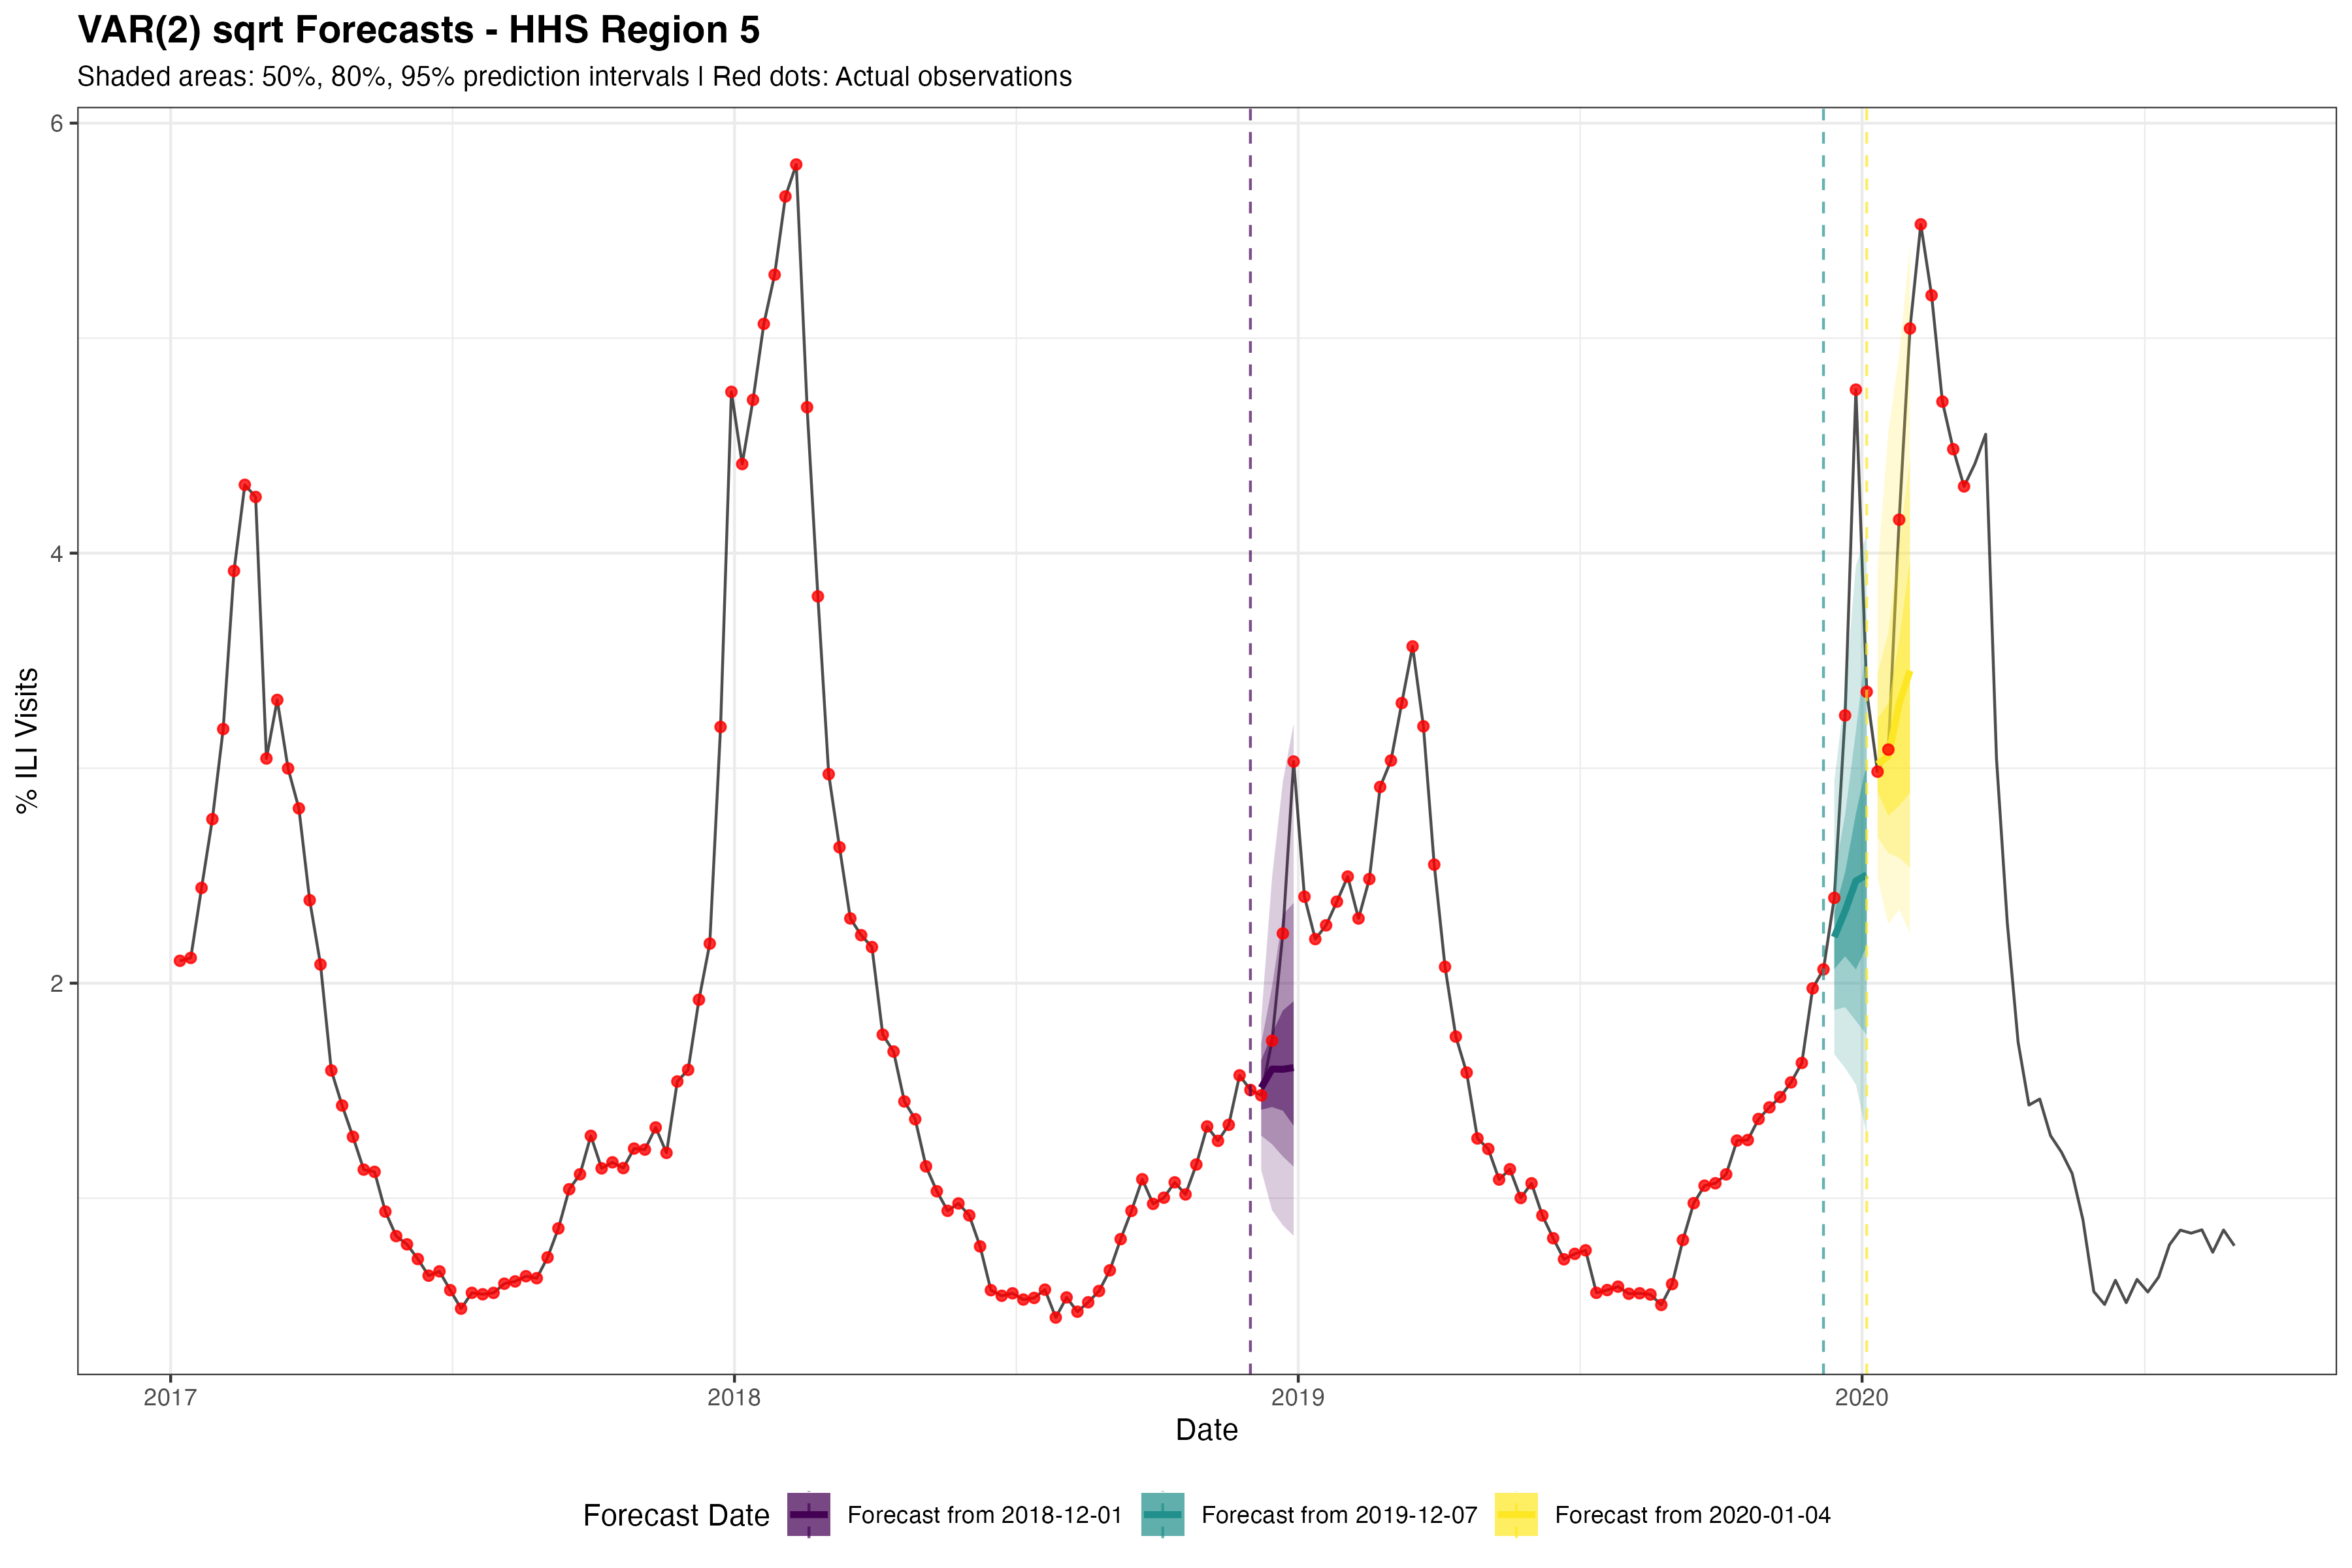 VAR(2) sqrt Forecasts - HHS Region 5
Shaded areas: 50%, 80%, 95% prediction intervals | Red dots: Actual observations
6
4
2
% ILI Visits
2017 2018 2019 2020
Date
Forecast Date Forecast from 2018-12-01 Forecast from 2019-12-07 Forecast from 2020-01-04